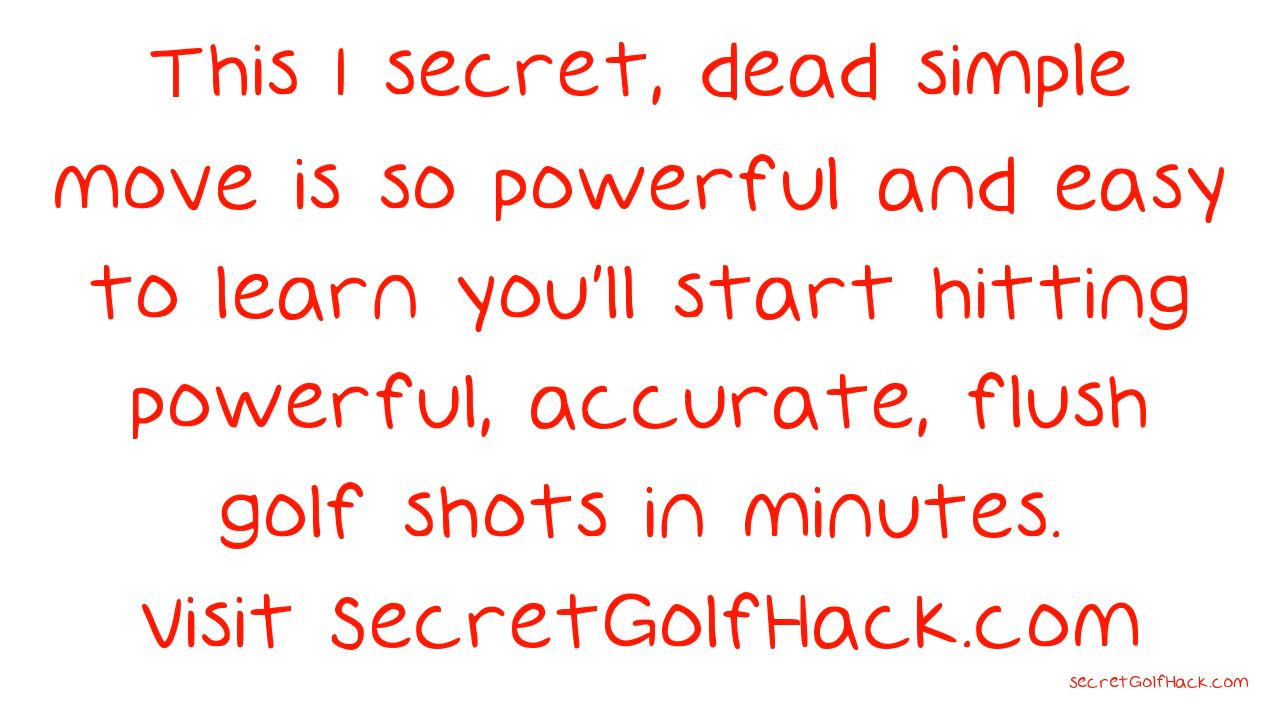 This 1 secret, dead simple
move is so powerful and easy
to learn you'll start hitting
powerful, accurate, flush
golf shots in minutes.
Visit SecretGolfHack.com
secretGolfHack.com